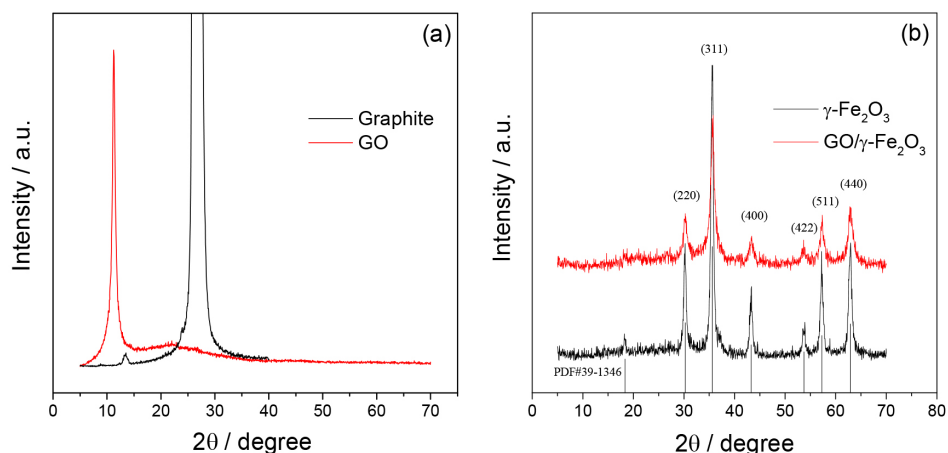 (a)
Graphite
GO
Intensity / a.u.
0 10 20 30 40 50 60 70
2θ / degree
(b)
(311)
γ-Fe₂O₃
GO/γ-Fe₂O₃
(220)
(400)
(422)
(511)
(440)
PDF#39-1346
Intensity / a.u.
0 10 20 30 40 50 60 70 80
2θ / degree